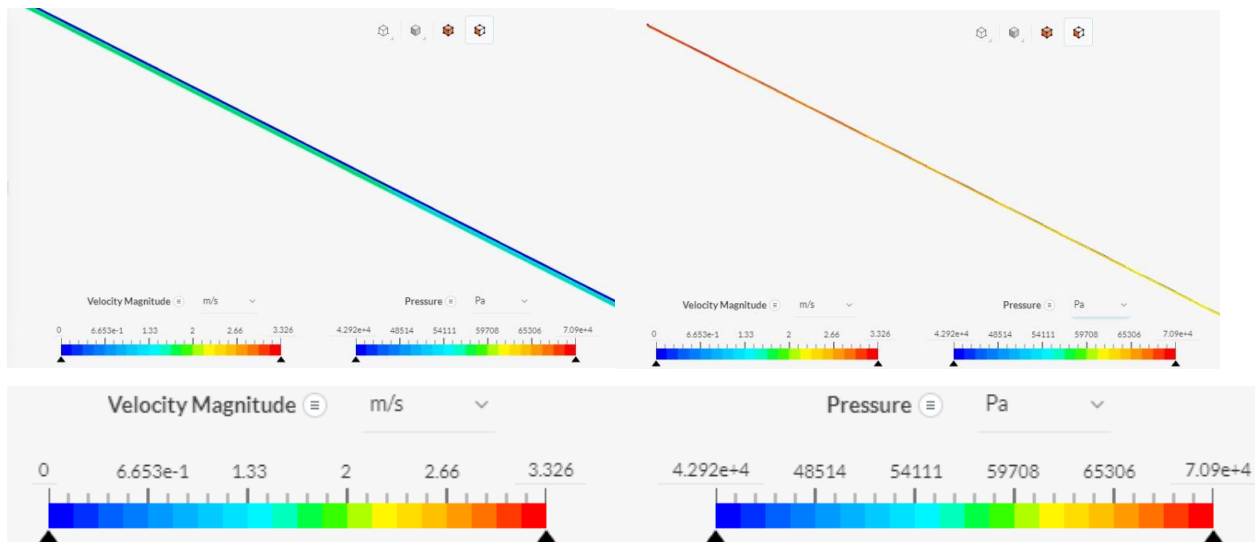 Velocity Magnitude m/s
Pressure Pa
0 6.653e-1 1.33 2 2.66 3.326
4.292e+4 48514 54111 59708 65306 7.09e+4
Velocity Magnitude m/s
Pressure Pa
0 6.653e-1 1.33 2 2.66 3.326
4.292e+4 48514 54111 59708 65306 7.09e+4
Velocity Magnitude m/s
Pressure Pa
0 6.653e-1 1.33 2 2.66 3.326
4.292e+4 48514 54111 59708 65306 7.09e+4